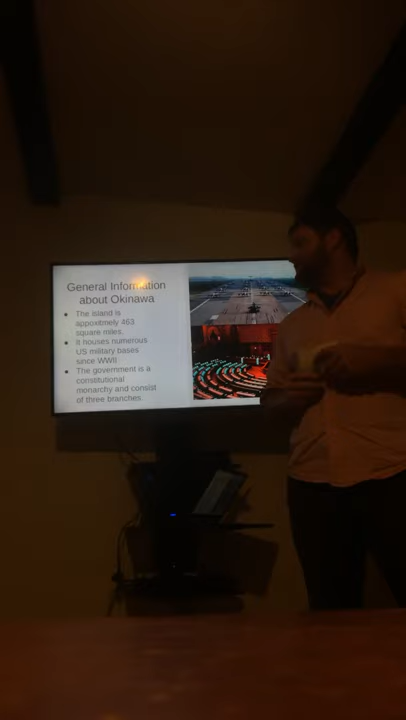 General Information
about Okinawa
● The island is
appoxitmely 463
square miles,
● It houses numerous
US military bases
since WWII
● The government is a
constitutional
monarchy and consist
of three branches